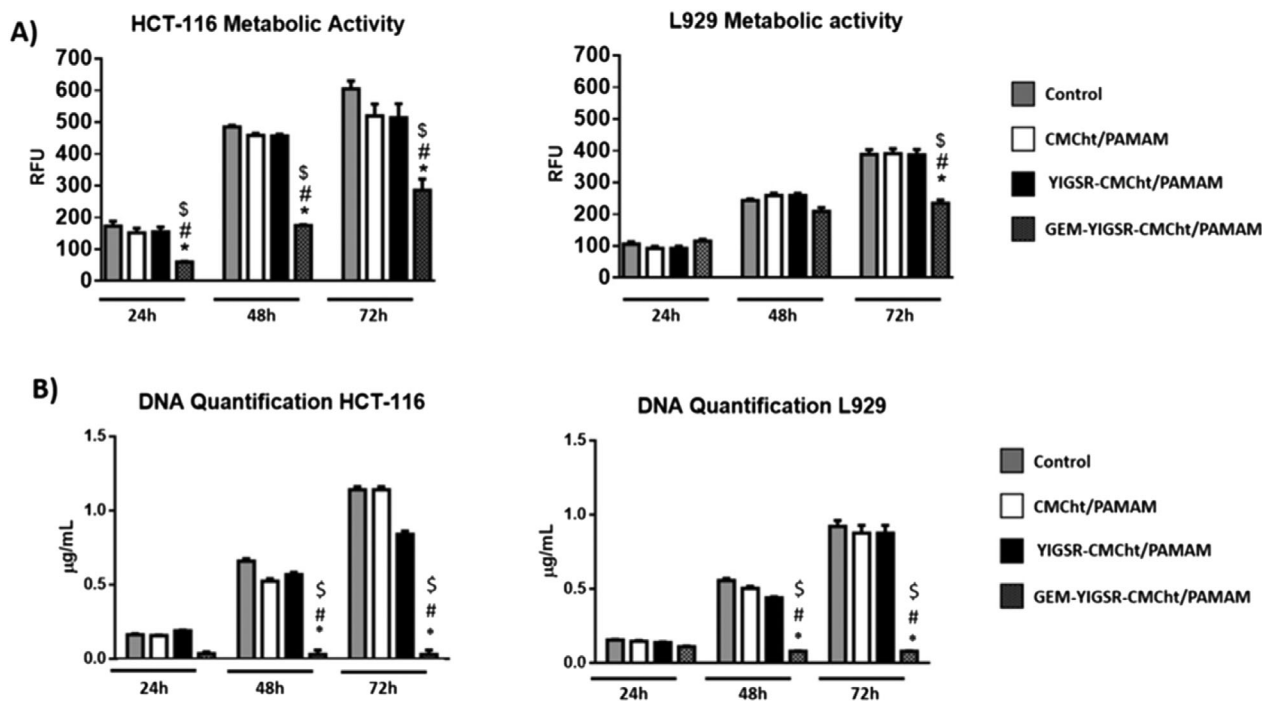 A)
HCT-116 Metabolic Activity
RFU
700
600
500
400
300
200
100
0
$
#
*
$
#
*
$
#
*
24h
48h
72h
L929 Metabolic activity
RFU
700
600
500
400
300
200
100
0
$
#
*
24h
48h
72h
Control
CMCht/PAMAM
YIGSR-CMCht/PAMAM
GEM-YIGSR-CMCht/PAMAM
B)
DNA Quantification HCT-116
µg/mL
1.5
1.0
0.5
0.0
$
#
*
$
#
*
24h
48h
72h
DNA Quantification L929
µg/mL
1.5
1.0
0.5
0.0
$
#
*
$
#
*
24h
48h
72h
Control
CMCht/PAMAM
YIGSR-CMCht/PAMAM
GEM-YIGSR-CMCht/PAMAM